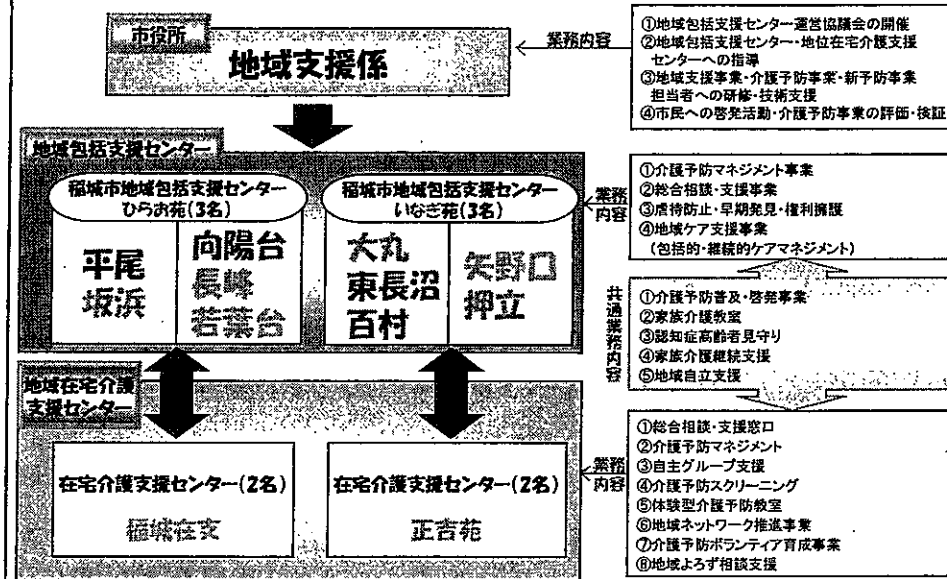 市役所
地域支援係
業務内容
①地域包括支援センター運営協議会の開催
②地域包括支援センター・地位在宅介護支援
センターへの指導
③地域支援事業・介護予防事業・新予防事業
担当者への研修・技術支援
④市民への啓発活動・介護予防事業の評価・検証
地域包括支援センター
稲城市地域包括支援センター
ひらお苑(3名)
平尾
坂浜
向陽台
長峰
若葉台
稲城市地域包括支援センター
いなぎ苑(3名)
大丸
東長沼
百村
矢野口
押立
業務
内容
①介護予防マネジメント事業
②総合相談・支援事業
③虐待防止・早期発見・権利擁護
④地域ケア支援事業
(包括的・継続的ケアマネジメント)
共通業務内容
①介護予防普及・啓発事業
②家族介護教室
③認知症高齢者見守り
④家族介護継続支援
⑤地域自立支援
地域在宅介護
支援センター
在宅介護支援センター(2名)
稲城在支
在宅介護支援センター(2名)
正吉苑
業務
内容
①総合相談・支援窓口
②介護予防マネジメント
③自主グループ支援
④介護予防スクリーニング
⑤体験型介護予防教室
⑥地域ネットワーク推進事業
⑦介護予防ボランティア育成事業
⑧地域よろず相談支援